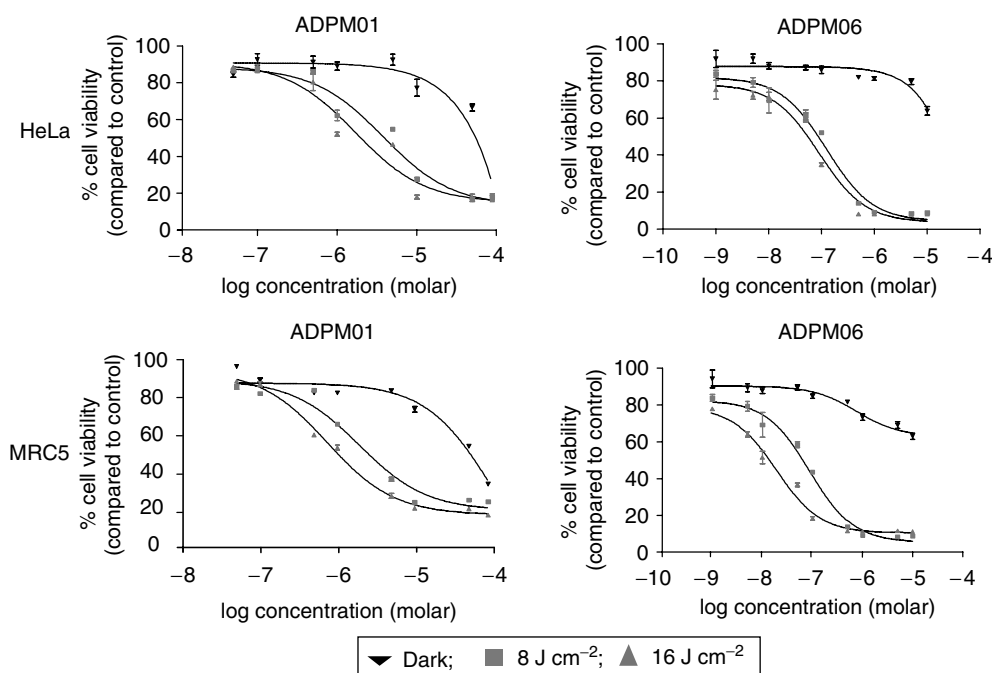 ADPM01
ADPM06
HeLa
% cell viability
(compared to control)
100
80
60
40
20
0
−8 −7 −6 −5 −4
log concentration (molar)
% cell viability
(compared to control)
100
80
60
40
20
0
−10 −9 −8 −7 −6 −5 −4
log concentration (molar)
ADPM01
ADPM06
MRC5
% cell viability
(compared to control)
100
80
60
40
20
0
−8 −7 −6 −5 −4
log concentration (molar)
% cell viability
(compared to control)
100
80
60
40
20
0
−10 −9 −8 −7 −6 −5 −4
log concentration (molar)
Dark; 8 J cm⁻²; 16 J cm⁻²